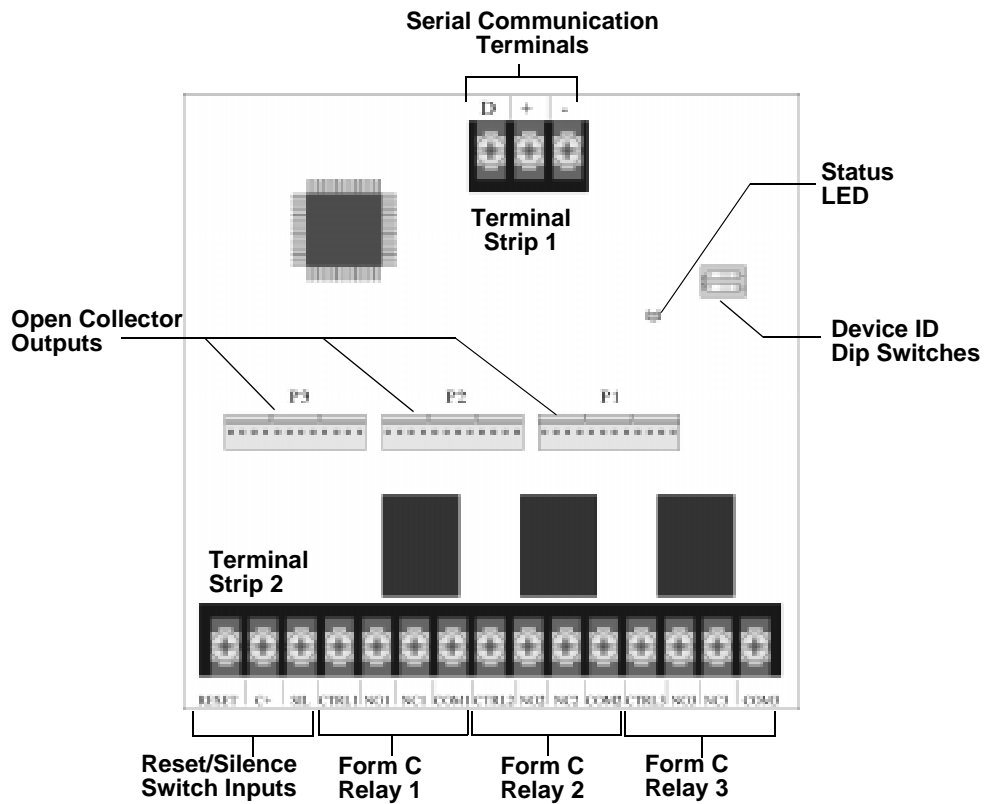 Serial Communication
Terminals
D + -
Status
LED
Terminal
Strip 1
Open Collector
Outputs
Device ID
Dip Switches
P9 P2 P1
Terminal
Strip 2
RESET C+ SIL CTRL1 NO1 NC1 COM1 CTRL2 NO2 NC2 COM2 CTRL3 NO3 NC3 COM3
Reset/Silence
Switch Inputs
Form C
Relay 1
Form C
Relay 2
Form C
Relay 3